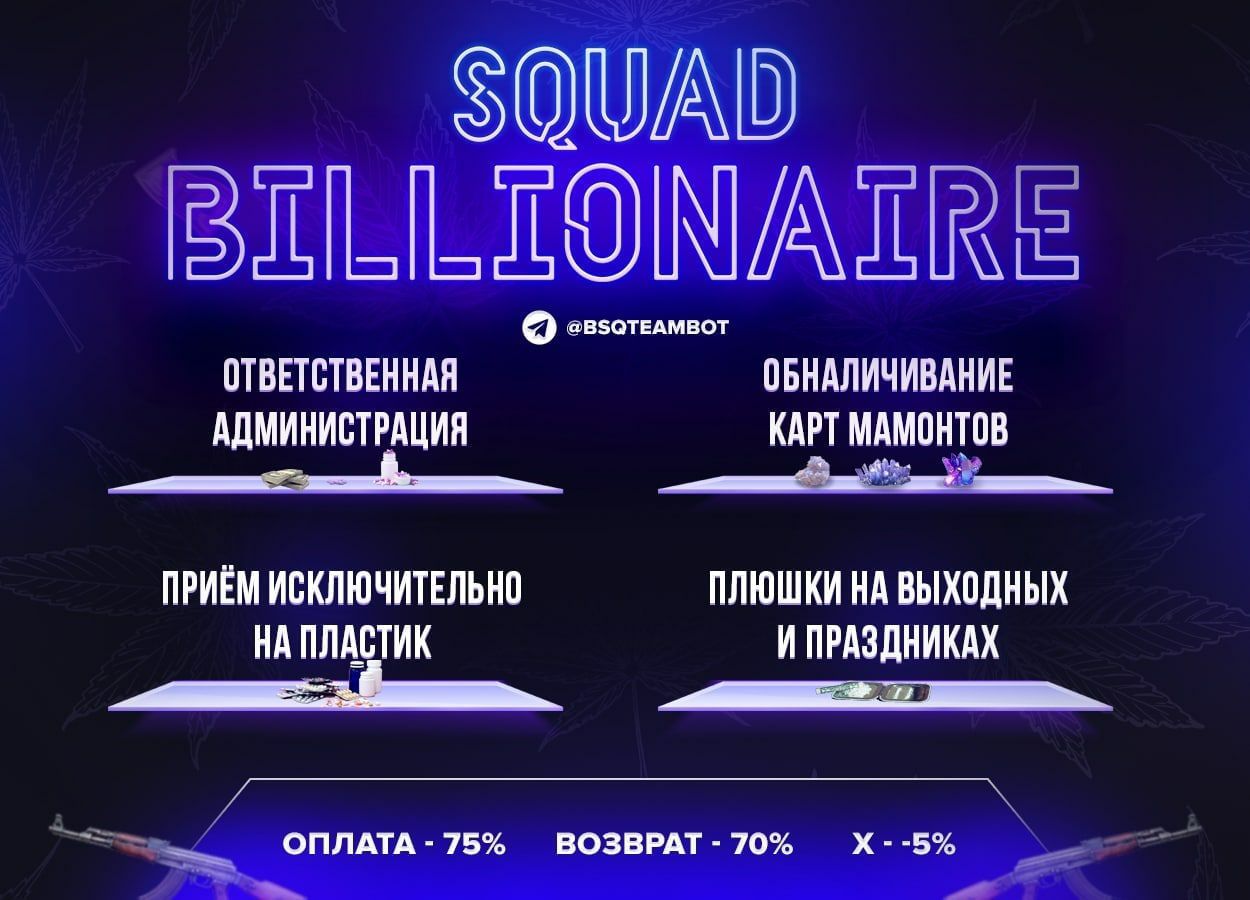 SQUAD
BILLIONAIRE
@BSQTEAMBOT
ОТВЕТСТВЕННАЯ
АДМИНИСТРАЦИЯ
ОБНАЛИЧИВАНИЕ
КАРТ МАМОНТОВ
ПРИЁМ ИСКЛЮЧИТЕЛЬНО
НА ПЛАСТИК
ПЛЮШКИ НА ВЫХОДНЫХ
И ПРАЗДНИКАХ
ОПЛАТА - 75% ВОЗВРАТ - 70% X - -5%